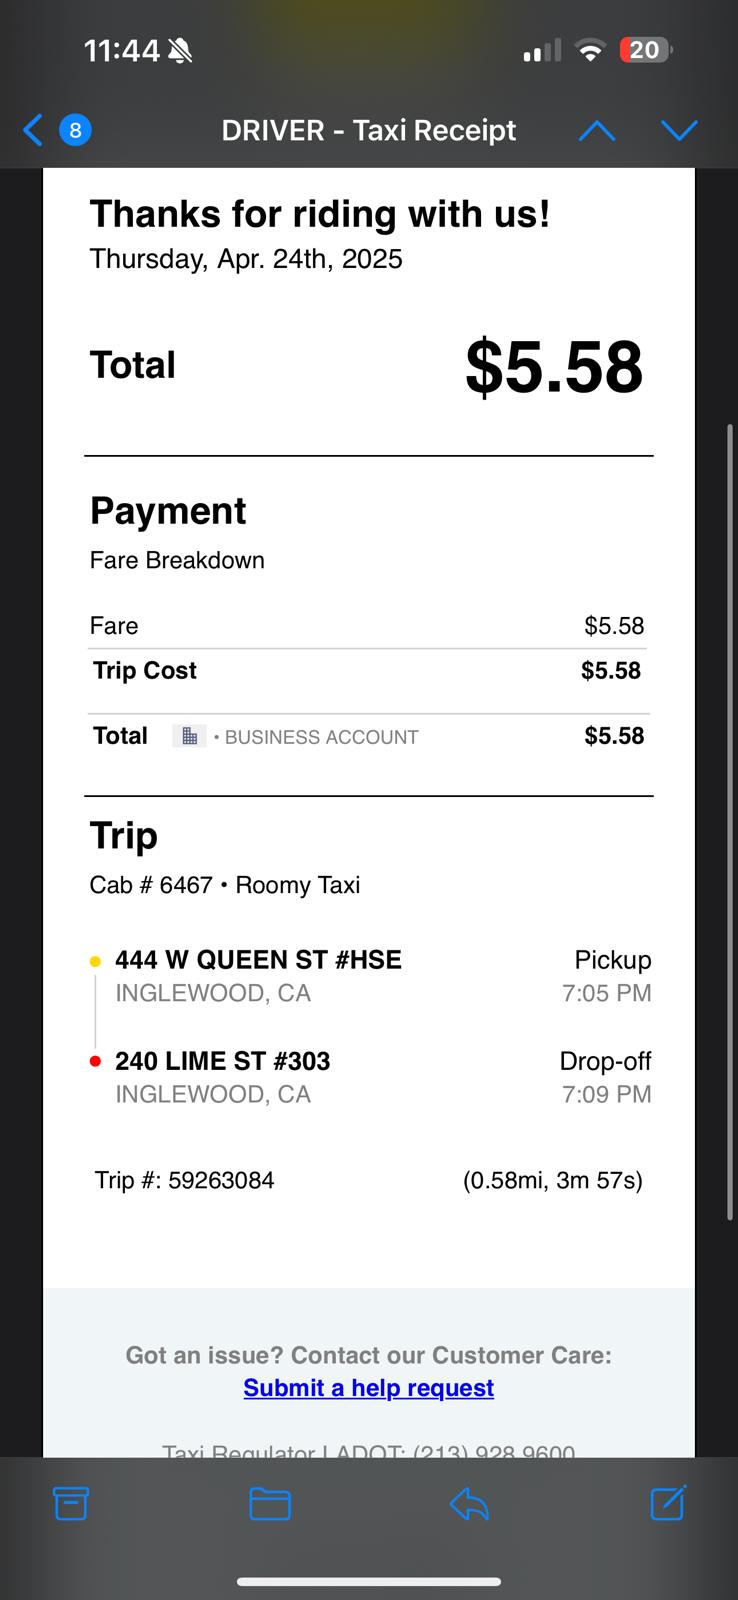 11:44
20
8
DRIVER - Taxi Receipt
Thanks for riding with us!
Thursday, Apr. 24th, 2025
Total $5.58
Payment
Fare Breakdown
Fare $5.58
Trip Cost $5.58
Total • BUSINESS ACCOUNT $5.58
Trip
Cab # 6467 • Roomy Taxi
444 W QUEEN ST #HSE Pickup
INGLEWOOD, CA 7:05 PM
240 LIME ST #303 Drop-off
INGLEWOOD, CA 7:09 PM
Trip #: 59263084 (0.58mi, 3m 57s)
Got an issue? Contact our Customer Care:
Submit a help request
Taxi Regulator LADOT: (213) 928 9600